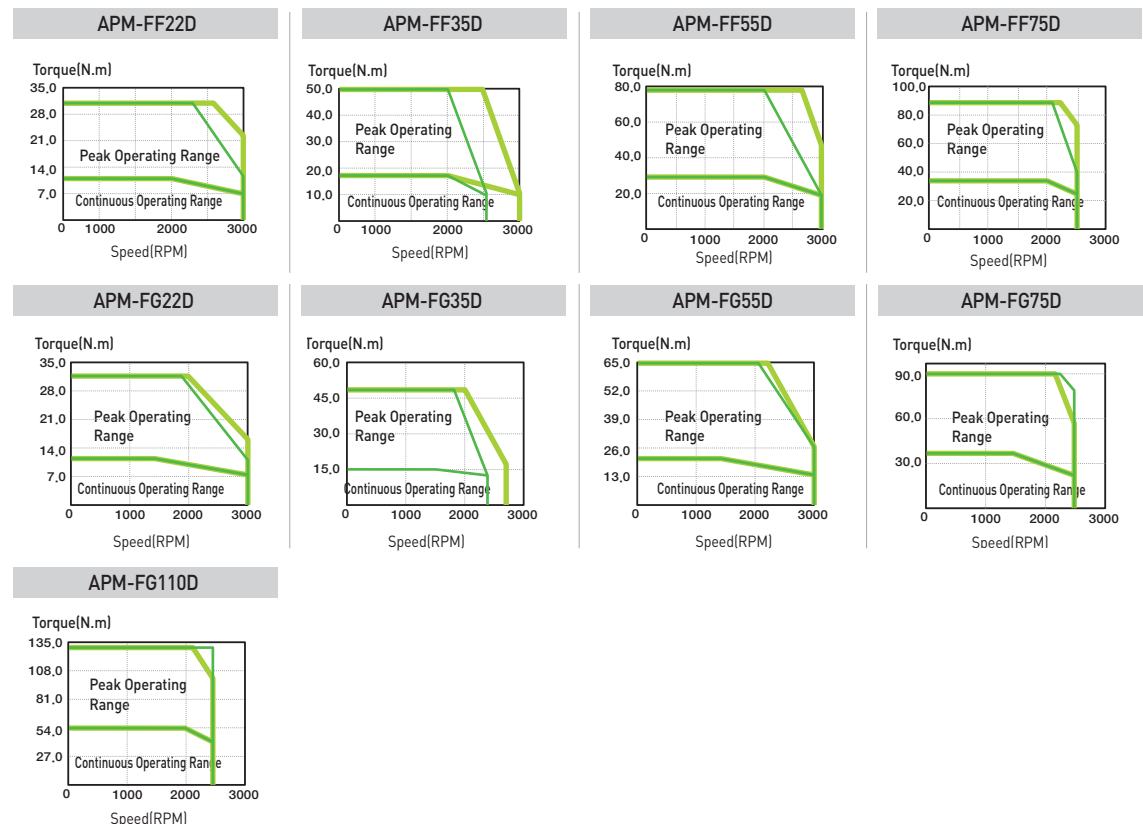 APM-FF22D
APM-FF35D
APM-FF55D
APM-FF75D
Torque(N.m)
35,0
28,0
21,0
14,0
7,0
Peak Operating Range
Continuous Operating Range
0 1000 2000 3000
Speed(RPM)
Torque(N.m)
50,0
40,0
30,0
20,0
10,0
Peak Operating
Range
Continuous Operating Range
0 1000 2000 3000
Speed(RPM)
Torque(N.m)
80,0
60,0
40,0
20,0
Peak Operating
Range
Continuous Operating Range
0 1000 2000 3000
Speed(RPM)
Torque(N.m)
100,0
80,0
60,0
40,0
20,0
Peak Operating
Range
Continuous Operating Range
0 1000 2000 3000
Speed(RPM)
APM-FG22D
APM-FG35D
APM-FG55D
APM-FG75D
Torque(N.m)
35,0
28,0
21,0
14,0
7,0
Peak Operating
Range
Continuous Operating Range
0 1000 2000 3000
Speed(RPM)
Torque(N.m)
60,0
45,0
30,0
15,0
Peak Operating
Range
Continuous Operating Range
0 1000 2000 3000
Speed(RPM)
Torque(N.m)
65,0
52,0
39,0
26,0
13,0
Peak Operating
Range
Continuous Operating Range
0 1000 2000 3000
Speed(RPM)
Torque(N.m)
90,0
60,0
30,0
Peak Operating
Range
Continuous Operating Range
0 1000 2000 3000
Speed(RPM)
APM-FG110D
Torque(N.m)
135,0
108,0
81,0
54,0
27,0
Peak Operating
Range
Continuous Operating Range
0 1000 2000 3000
Speed(RPM)